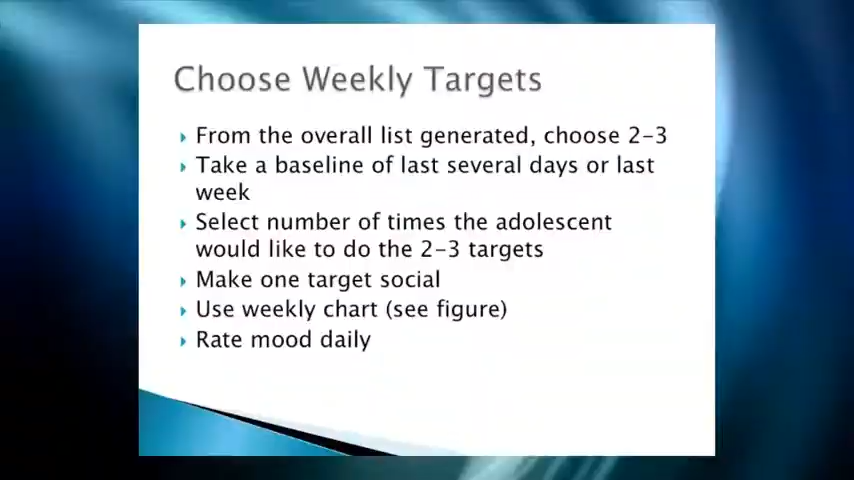 Choose Weekly Targets
From the overall list generated, choose 2-3
Take a baseline of last several days or last
week
Select number of times the adolescent
would like to do the 2-3 targets
Make one target social
Use weekly chart (see figure)
Rate mood daily